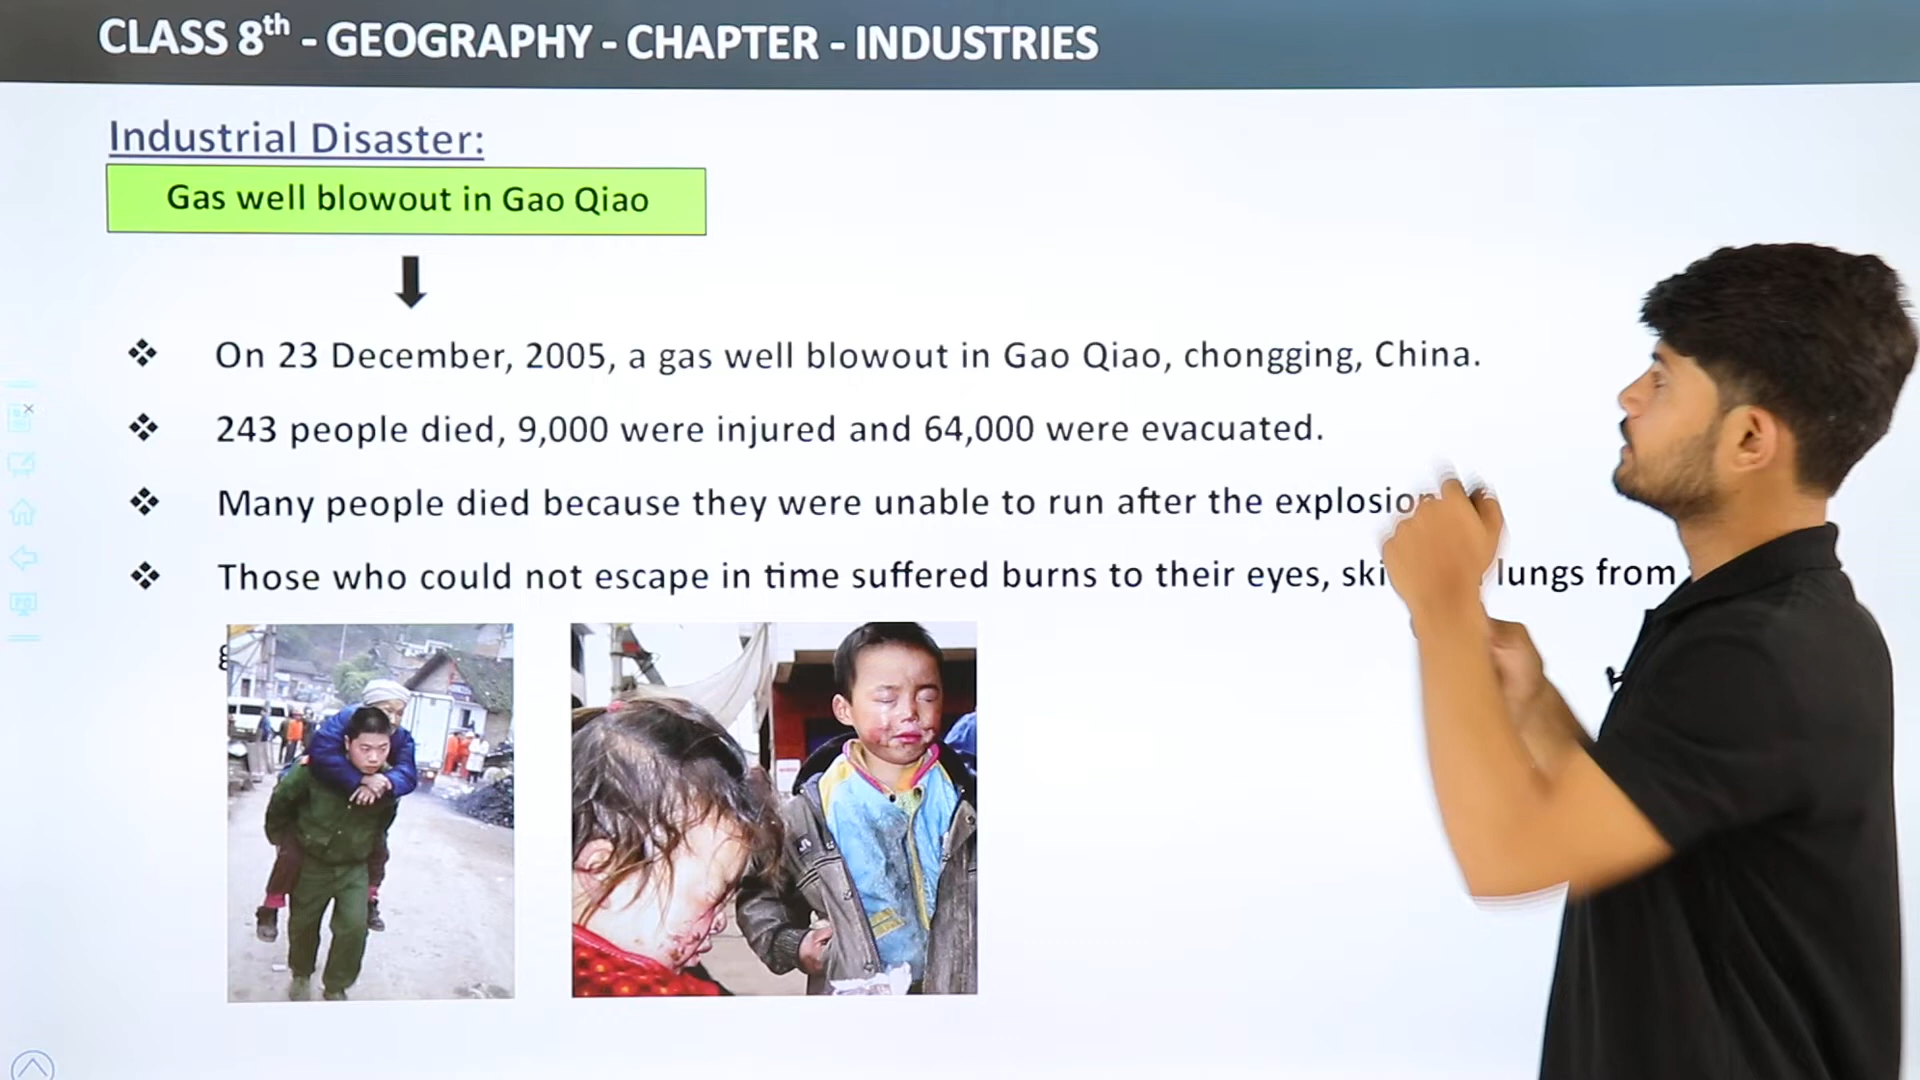 CLASS 8th - GEOGRAPHY - CHAPTER - INDUSTRIES
Industrial Disaster:
Gas well blowout in Gao Qiao
❖ On 23 December, 2005, a gas well blowout in Gao Qiao, chongging, China.
❖ 243 people died, 9,000 were injured and 64,000 were evacuated.
❖ Many people died because they were unable to run after the explosion
❖ Those who could not escape in time suffered burns to their eyes, ski lungs from
g